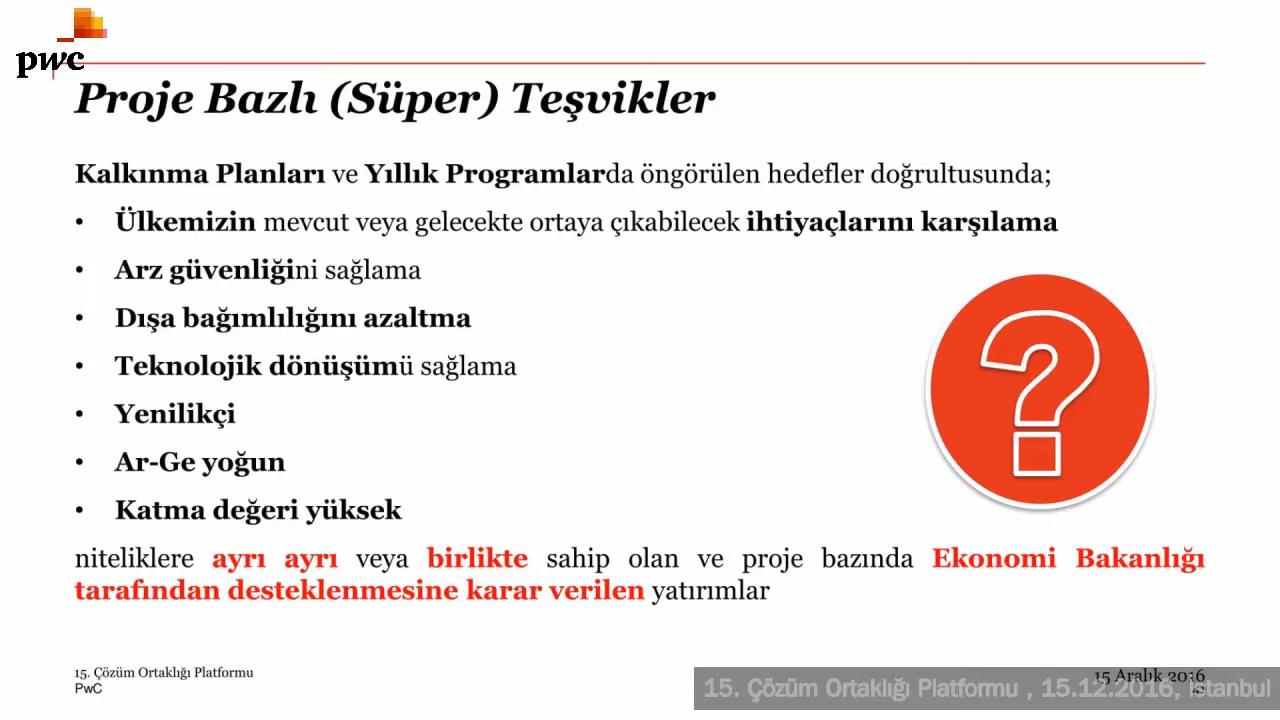 pwc
Proje Bazlı (Süper) Teşvikler
Kalkınma Planları ve Yıllık Programlarda öngörülen hedefler doğrultusunda;
• Ülkemizin mevcut veya gelecekte ortaya çıkabilecek ihtiyaçlarını karşılama
• Arz güvenliğini sağlama
• Dışa bağımlılığını azaltma
• Teknolojik dönüşümü sağlama
• Yenilikçi
• Ar-Ge yoğun
• Katma değeri yüksek
?
niteliklere ayrı ayrı veya birlikte sahip olan ve proje bazında Ekonomi Bakanlığı
tarafından desteklenmesine karar verilen yatırımlar
15. Çözüm Ortaklığı Platformu
PwC
15 Aralık 2016
15. Çözüm Ortaklığı Platformu , 15.12.2016, İstanbul